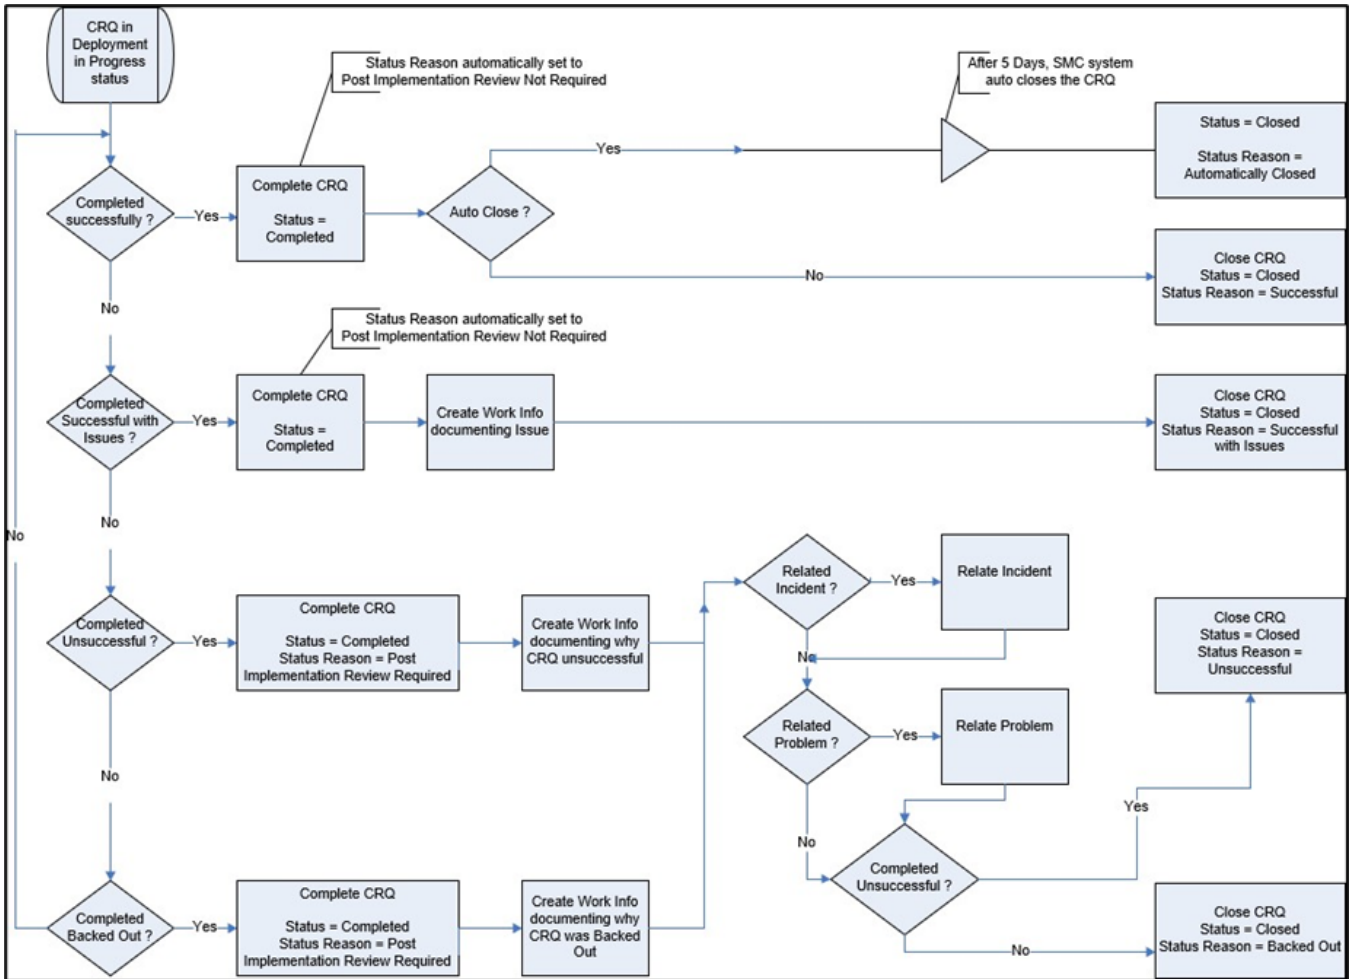 CRQ in
Deployment
in Progress
status
Status Reason automatically set to
Post Implementation Review Not Required
After 5 Days, SMC system
auto closes the CRQ
Status = Closed
Status Reason =
Automatically Closed
Yes
Completed
successfully ?
Yes
Complete CRQ
Status =
Completed
Auto Close ?
No
Close CRQ
Status = Closed
Status Reason = Successful
No
Status Reason automatically set to
Post Implementation Review Not Required
Completed
Successful with
Issues ?
Yes
Complete CRQ
Status =
Completed
Create Work Info
documenting Issue
Close CRQ
Status = Closed
Status Reason = Successful
with Issues
No
No
Completed
Unsuccessful ?
Yes
Complete CRQ
Status = Completed
Status Reason = Post
Implementation Review Required
Create Work Info
documenting why
CRQ unsuccessful
Related
Incident ?
Yes
Relate Incident
No
Related
Problem ?
Yes
Relate Problem
Close CRQ
Status = Closed
Status Reason =
Unsuccessful
No
No
Yes
Completed
Unsuccessful ?
Completed
Backed Out ?
Yes
Complete CRQ
Status = Completed
Status Reason = Post
Implementation Review Required
Create Work Info
documenting why
CRQ was Backed
Out
No
Close CRQ
Status = Closed
Status Reason = Backed Out